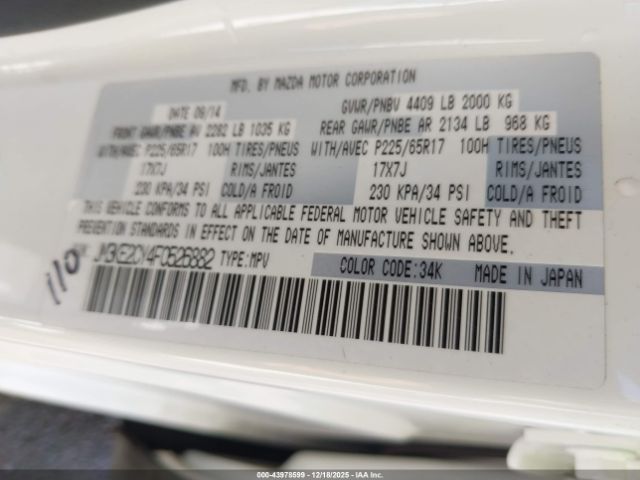 MFD. BY MAZDA MOTOR CORPORATION
DATE 09/14 GVWR/PNBV 4409 LB 2000 KG
FRONT GAWR/PNBE AV 2282 LB 1035 KG REAR GAWR/PNBE AR 2134 LB 968 KG
WITH/AVEC P225/65R17 100H TIRES/PNEUS WITH/AVEC P225/65R17 100H TIRES/PNEUS
17X7J RIMS/JANTES 17X7J RIMS/JANTES
230 KPA/34 PSI COLD/A FROID 230 KPA/34 PSI COLD/A FROID
THIS VEHICLE CONFORMS TO ALL APPLICABLE FEDERAL MOTOR VEHICLE SAFETY AND THEFT
PREVENTION STANDARDS IN EFFECT ON THE DATE OF MANUFACTURE SHOWN ABOVE.
JM3KE2CY4F0526882 TYPE:MPV COLOR CODE:34K MADE IN JAPAN
110
00-43978599 — 12/18/2025 — IAA Inc. © Copyright